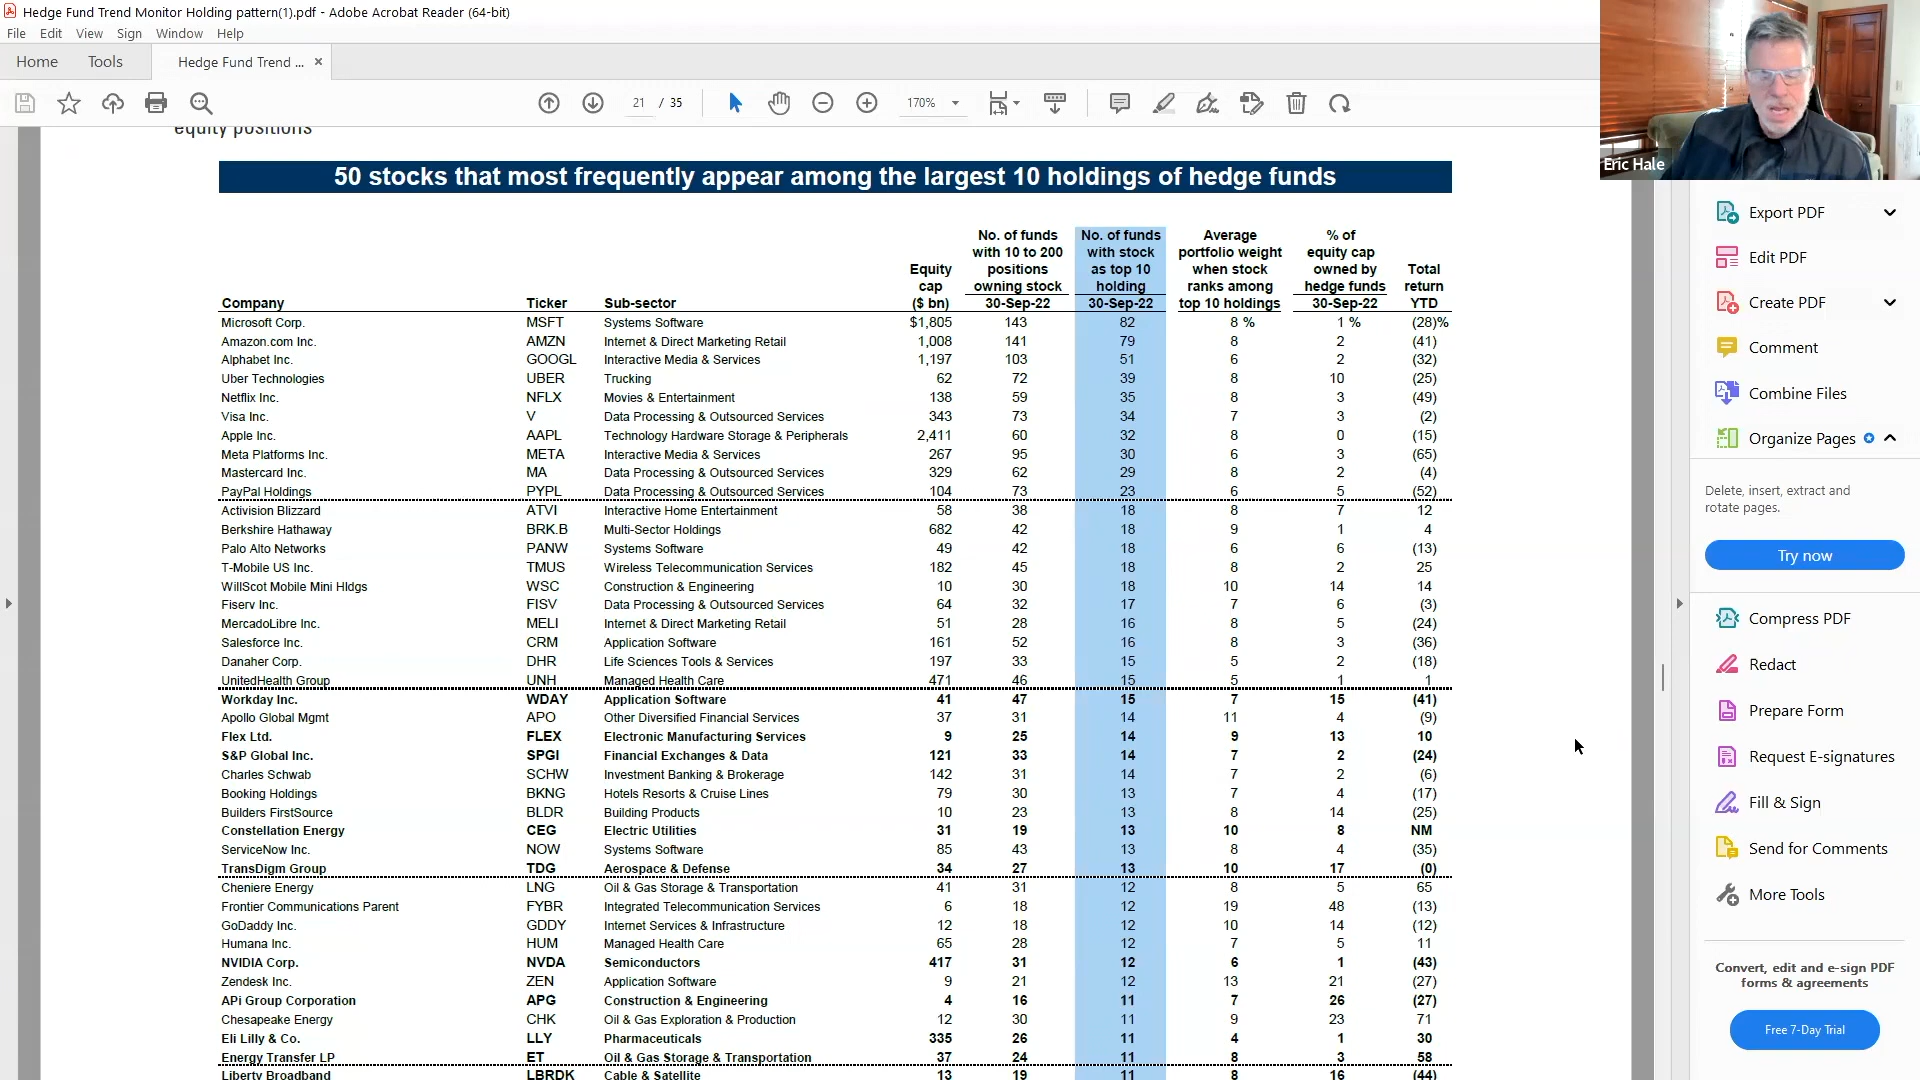 Hedge Fund Trend Monitor Holding pattern(1).pdf - Adobe Acrobat Reader (64-bit)
File Edit View Sign Window Help
Home Tools Hedge Fund Trend ... ×
21 / 35 170%
equity positions
50 stocks that most frequently appear among the largest 10 holdings of hedge funds
No. of funds No. of funds Average % of
with 10 to 200 with stock portfolio weight equity cap
Equity positions as top 10 when stock owned by Total
cap owning stock holding ranks among hedge funds return
Company Ticker Sub-sector ($ bn) 30-Sep-22 30-Sep-22 top 10 holdings 30-Sep-22 YTD
Microsoft Corp. MSFT Systems Software $1,805 143 82 8 % 1 % (28)%
Amazon.com Inc. AMZN Internet & Direct Marketing Retail 1,008 141 79 8 2 (41)
Alphabet Inc. GOOGL Interactive Media & Services 1,197 103 51 6 2 (32)
Uber Technologies UBER Trucking 62 72 39 8 10 (25)
Netflix Inc. NFLX Movies & Entertainment 138 59 35 8 3 (49)
Visa Inc. V Data Processing & Outsourced Services 343 73 34 7 3 (2)
Apple Inc. AAPL Technology Hardware Storage & Peripherals 2,411 60 32 8 0 (15)
Meta Platforms Inc. META Interactive Media & Services 267 95 30 6 3 (65)
Mastercard Inc. MA Data Processing & Outsourced Services 329 62 29 8 2 (4)
PayPal Holdings PYPL Data Processing & Outsourced Services 104 73 23 6 5 (52)
Activision Blizzard ATVI Interactive Home Entertainment 58 38 18 8 7 12
Berkshire Hathaway BRK.B Multi-Sector Holdings 682 42 18 9 1 4
Palo Alto Networks PANW Systems Software 49 42 18 6 6 (13)
T-Mobile US Inc. TMUS Wireless Telecommunication Services 182 45 18 8 2 25
WillScot Mobile Mini Hldgs WSC Construction & Engineering 10 30 18 10 14 14
Fiserv Inc. FISV Data Processing & Outsourced Services 64 32 17 7 6 (3)
MercadoLibre Inc. MELI Internet & Direct Marketing Retail 51 28 16 8 5 (24)
Salesforce Inc. CRM Application Software 161 52 16 8 3 (36)
Danaher Corp. DHR Life Sciences Tools & Services 197 33 15 5 2 (18)
UnitedHealth Group UNH Managed Health Care 471 46 15 5 1 1
Workday Inc. WDAY Application Software 41 47 15 7 15 (41)
Apollo Global Mgmt APO Other Diversified Financial Services 37 31 14 11 4 (9)
Flex Ltd. FLEX Electronic Manufacturing Services 9 25 14 9 13 10
S&P Global Inc. SPGI Financial Exchanges & Data 121 33 14 7 2 (24)
Charles Schwab SCHW Investment Banking & Brokerage 142 31 14 7 2 (6)
Booking Holdings BKNG Hotels Resorts & Cruise Lines 79 30 13 7 4 (17)
Builders FirstSource BLDR Building Products 10 23 13 8 14 (25)
Constellation Energy CEG Electric Utilities 31 19 13 10 8 NM
ServiceNow Inc. NOW Systems Software 85 43 13 8 4 (35)
TransDigm Group TDG Aerospace & Defense 34 27 13 10 17 (0)
Cheniere Energy LNG Oil & Gas Storage & Transportation 41 31 12 8 5 65
Frontier Communications Parent FYBR Integrated Telecommunication Services 6 18 12 19 48 (13)
GoDaddy Inc. GDDY Internet Services & Infrastructure 12 18 12 10 14 (12)
Humana Inc. HUM Managed Health Care 65 28 12 7 5 11
NVIDIA Corp. NVDA Semiconductors 417 31 12 6 1 (43)
Zendesk Inc. ZEN Application Software 9 21 12 13 21 (27)
APi Group Corporation APG Construction & Engineering 4 16 11 7 26 (27)
Chesapeake Energy CHK Oil & Gas Exploration & Production 12 30 11 9 23 71
Eli Lilly & Co. LLY Pharmaceuticals 335 26 11 4 1 30
Energy Transfer LP ET Oil & Gas Storage & Transportation 37 24 11 8 3 58
Liberty Broadband LBRDK Cable & Satellite 13 19 11 8 16 (44)
Eric Hale
Export PDF
Edit PDF
Create PDF
Comment
Combine Files
Organize Pages
Delete, insert, extract and
rotate pages.
Try now
Compress PDF
Redact
Prepare Form
Request E-signatures
Fill & Sign
Send for Comments
More Tools
Convert, edit and e-sign PDF
forms & agreements
Free 7-Day Trial